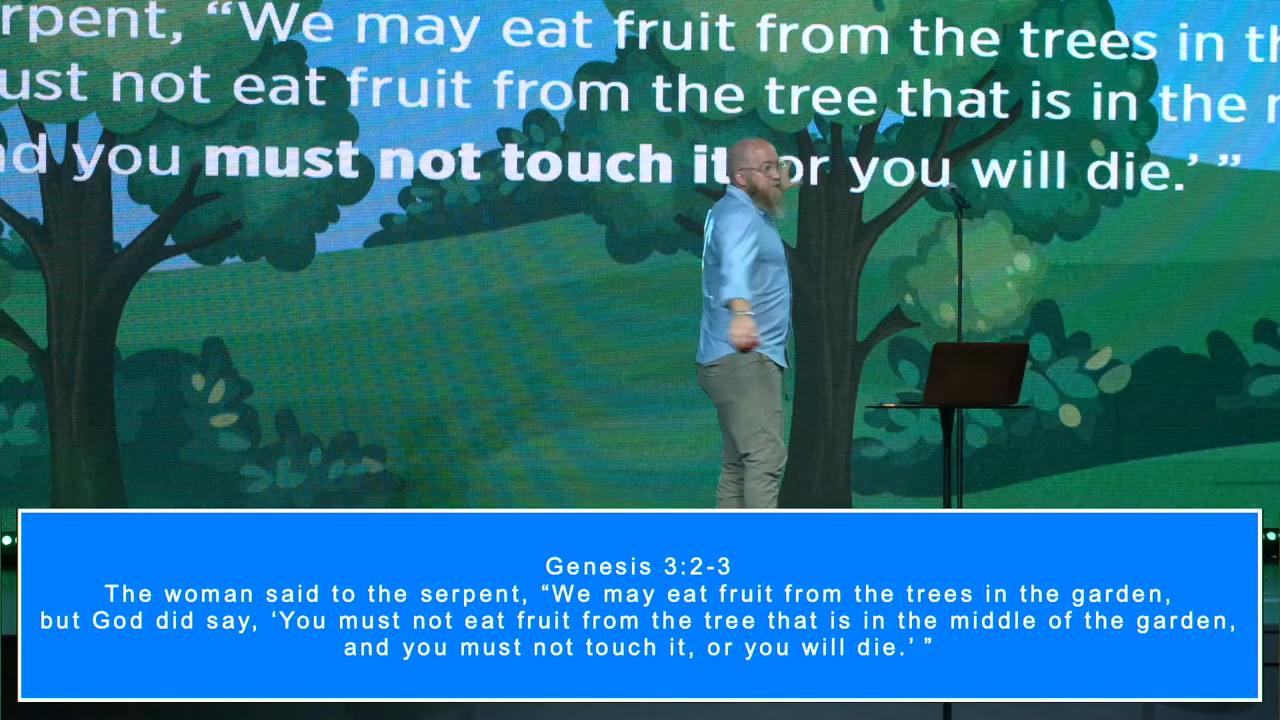 rpent, “We may eat fruit from the trees in th
ust not eat fruit from the tree that is in the
nd you must not touch it, or you will die.’ ”
Genesis 3:2-3
The woman said to the serpent, “We may eat fruit from the trees in the garden,
but God did say, ‘You must not eat fruit from the tree that is in the middle of the garden,
and you must not touch it, or you will die.’ ”